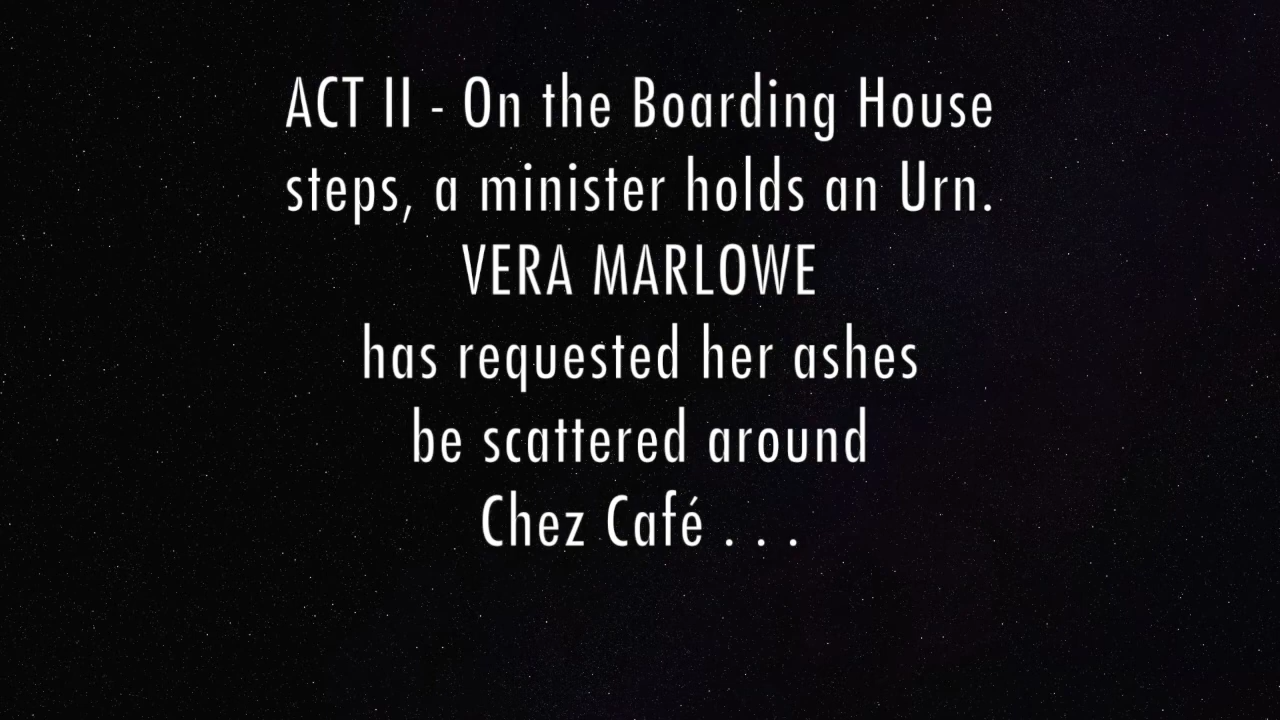 ACT II - On the Boarding House
steps, a minister holds an Urn.
VERA MARLOWE
has requested her ashes
be scattered around
Chez Café . . .